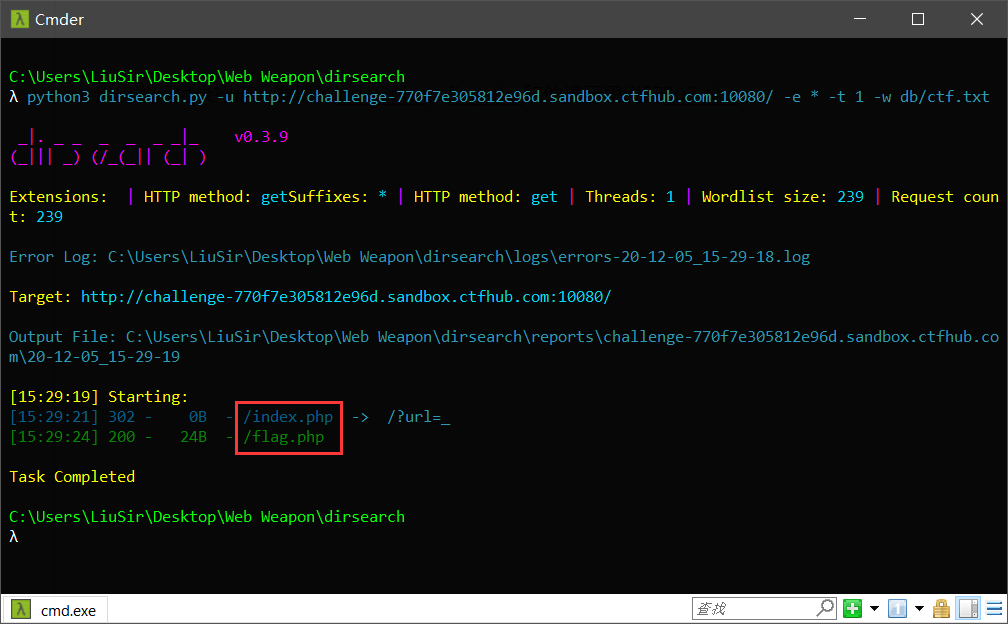 Cmder
C:\Users\LiuSir\Desktop\Web Weapon\dirsearch
λ python3 dirsearch.py -u http://challenge-770f7e305812e96d.sandbox.ctfhub.com:10080/ -e * -t 1 -w db/ctf.txt
 _|. _ _  _  _  _ _|_    v0.3.9
(_||| _) (/_(_|| (_| )
Extensions:  | HTTP method: getSuffixes: * | HTTP method: get | Threads: 1 | Wordlist size: 239 | Request coun
t: 239
Error Log: C:\Users\LiuSir\Desktop\Web Weapon\dirsearch\logs\errors-20-12-05_15-29-18.log
Target: http://challenge-770f7e305812e96d.sandbox.ctfhub.com:10080/
Output File: C:\Users\LiuSir\Desktop\Web Weapon\dirsearch\reports\challenge-770f7e305812e96d.sandbox.ctfhub.co
m\20-12-05_15-29-19
[15:29:19] Starting:
[15:29:21] 302 -    0B  - /index.php  ->  /?url=_
[15:29:24] 200 -   24B  - /flag.php
Task Completed
C:\Users\LiuSir\Desktop\Web Weapon\dirsearch
λ
cmd.exe
查找